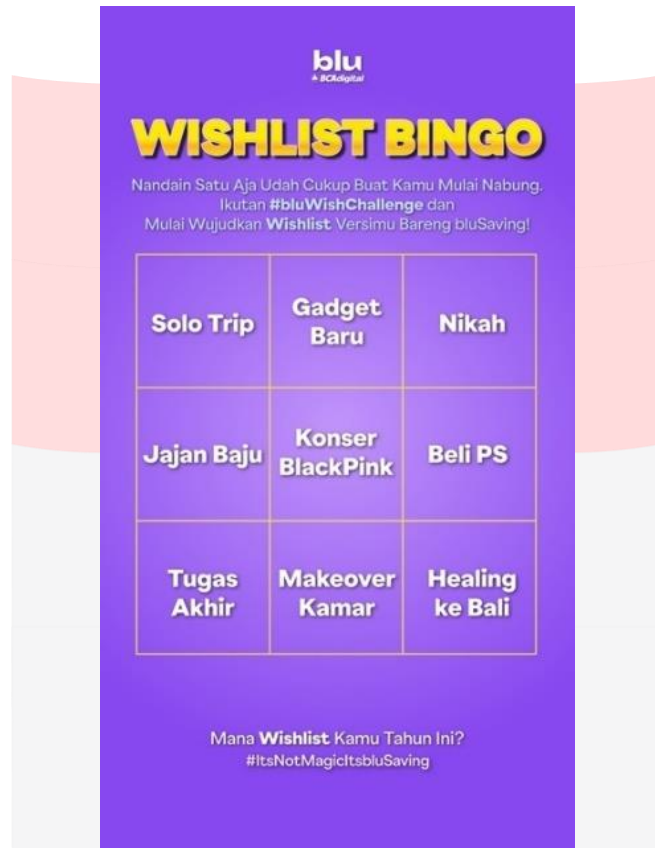 blu
BCAdigital
WISHLIST BINGO
Nandain Satu Aja Udah Cukup Buat Kamu Mulai Nabung.
Ikutan #bluWishChallenge dan
Mulai Wujudkan Wishlist Versimu Bareng bluSaving!
Solo Trip
Gadget
Baru
Nikah
Jajan Baju
Konser
BlackPink
Beli PS
Tugas
Akhir
Makeover
Kamar
Healing
ke Bali
Mana Wishlist Kamu Tahun Ini?
#ItsNotMagicItsbluSaving